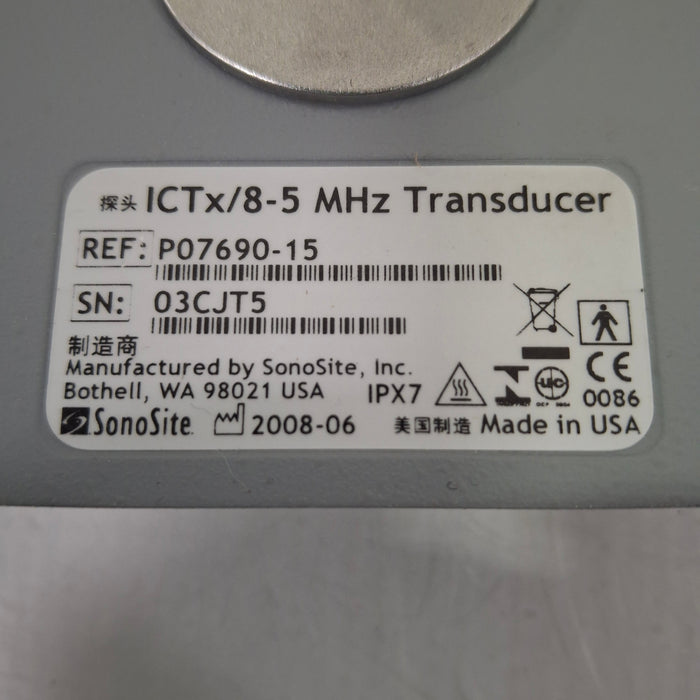 探头 ICTx/8-5 MHz Transducer
REF: P07690-15
SN: 03CJT5
制造商
Manufactured by SonoSite, Inc.
Bothell, WA 98021 USA IPX7
0086
SonoSite 2008-06 美国制造 Made in USA